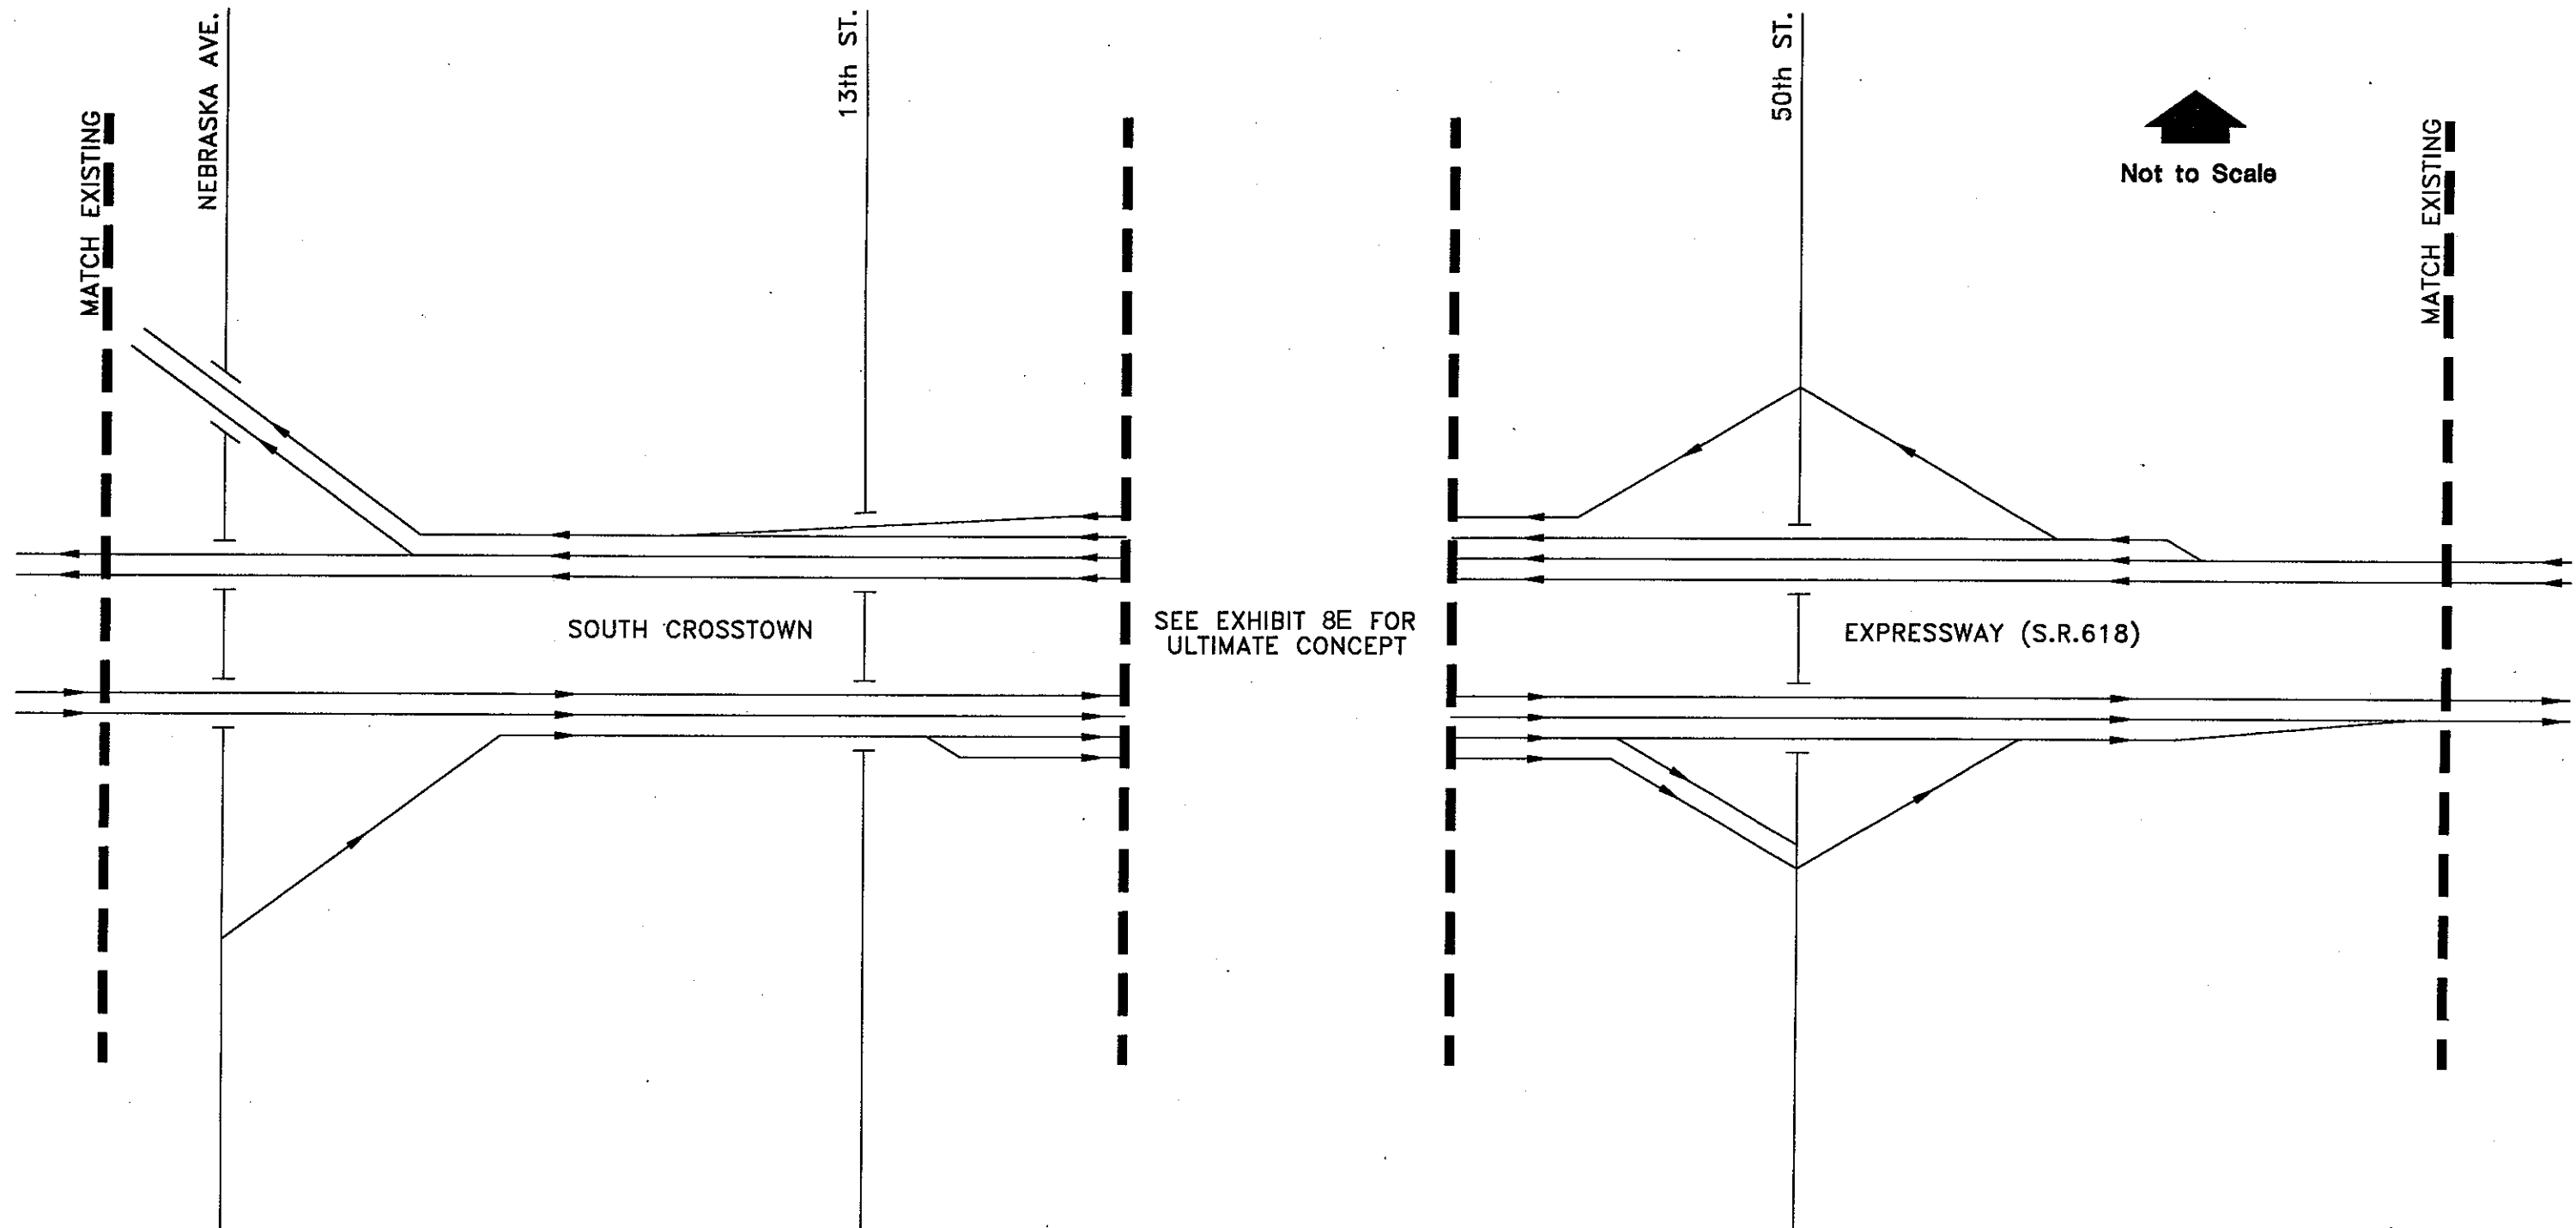 MATCH EXISTING
NEBRASKA AVE.
13th ST.
50th ST.
Not to Scale
MATCH EXISTING
SOUTH CROSSTOWN
SEE EXHIBIT 8E FOR
ULTIMATE CONCEPT
EXPRESSWAY (S.R.618)